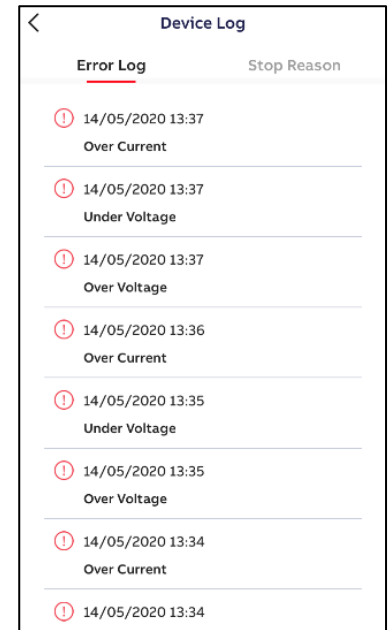 Device Log
Error Log Stop Reason
14/05/2020 13:37
Over Current
14/05/2020 13:37
Under Voltage
14/05/2020 13:37
Over Voltage
14/05/2020 13:36
Over Current
14/05/2020 13:35
Under Voltage
14/05/2020 13:35
Over Voltage
14/05/2020 13:34
Over Current
14/05/2020 13:34